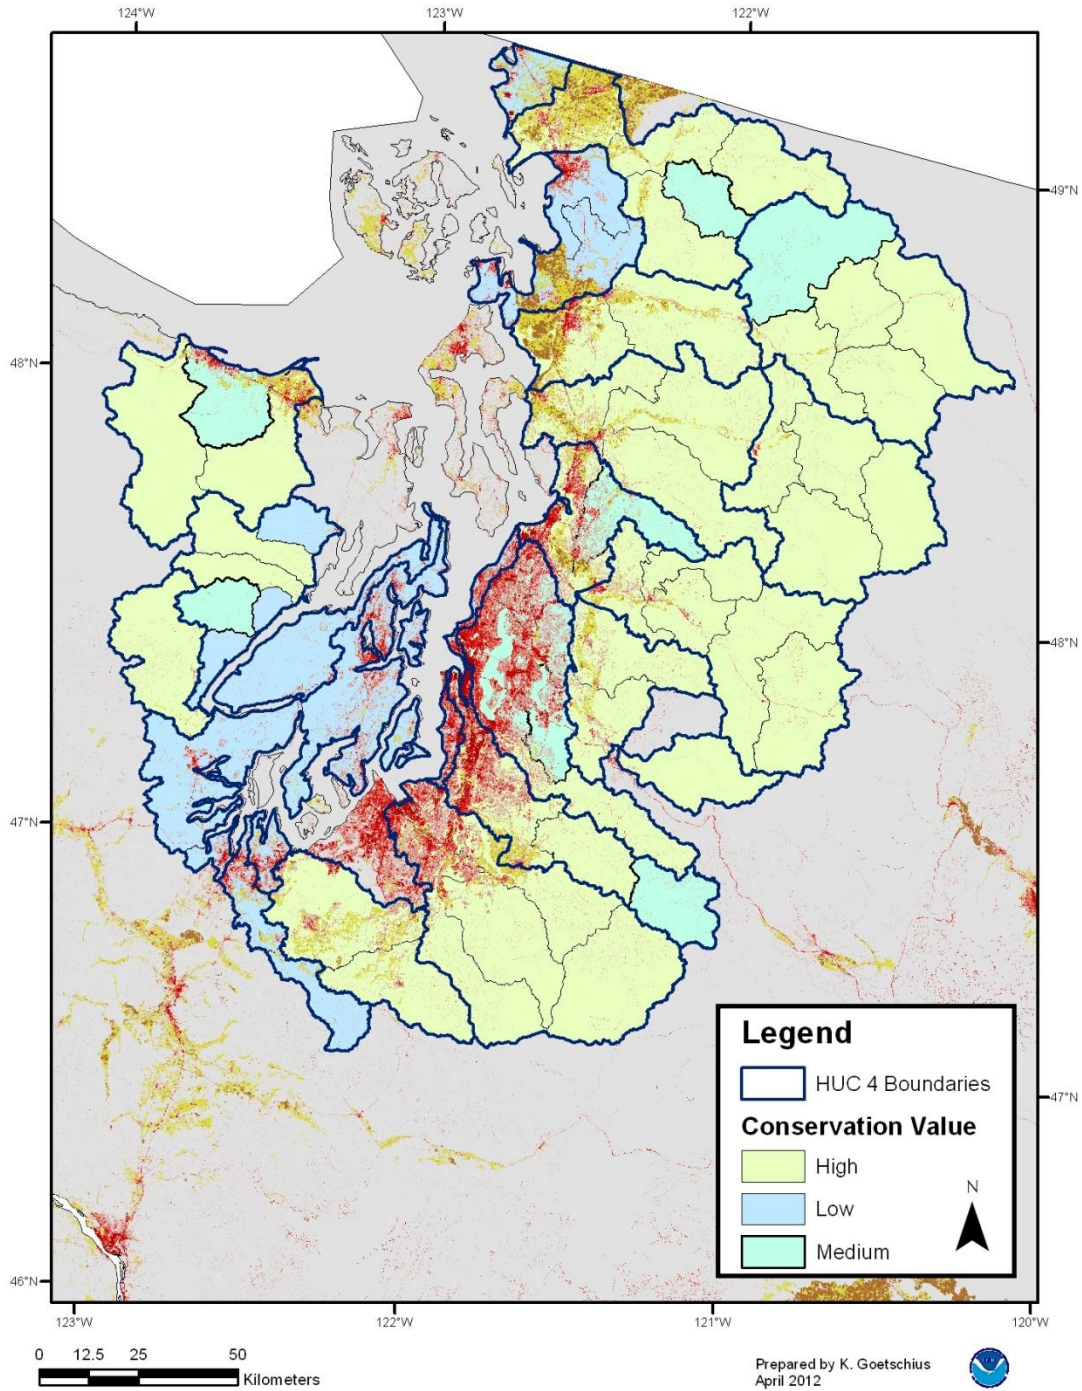 124°W 123°W 122°W
49°N
48°N
48°N
47°N
47°N
46°N
123°W 122°W 121°W 120°W
Legend
HUC 4 Boundaries
Conservation Value
High
Low
Medium
N
0 12.5 25 50
Kilometers
Prepared by K. Goetschius
April 2012